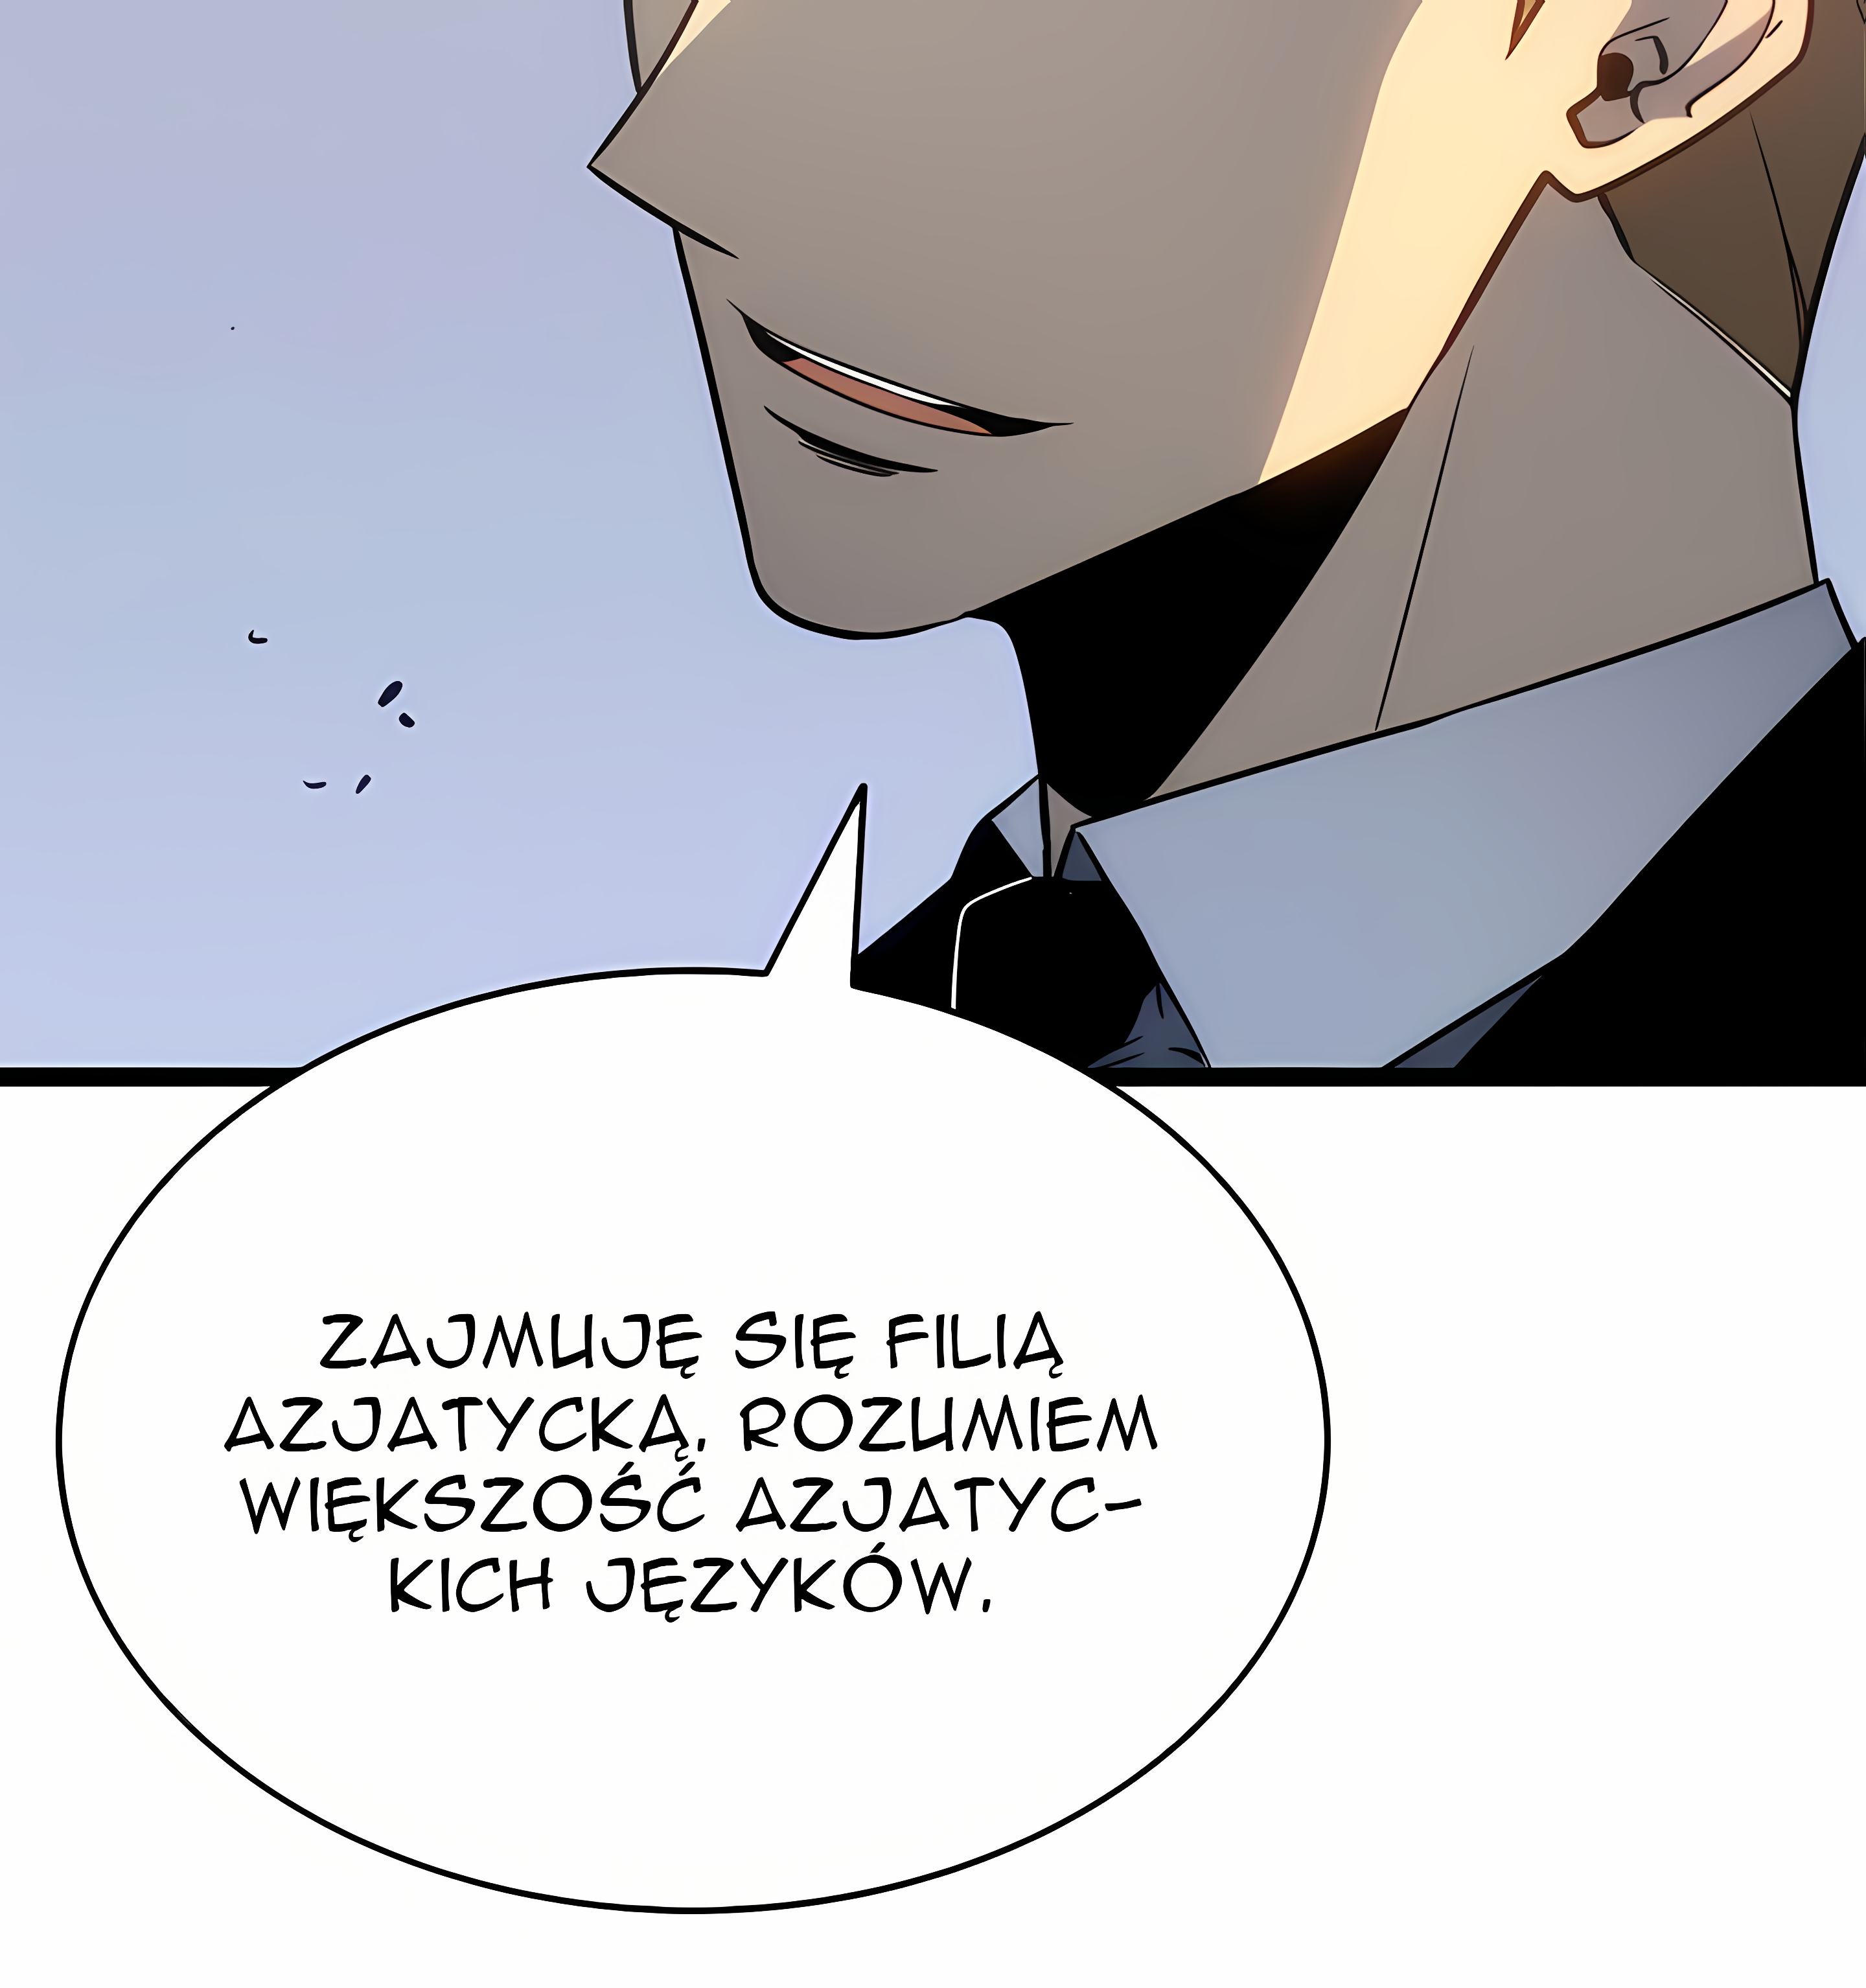 ZAJMUJĘ SIĘ FILIĄ
AZJATYCKĄ. ROZUMIEM
WIĘKSZOŚĆ AZJATYC-
KICH JĘZYKÓW.